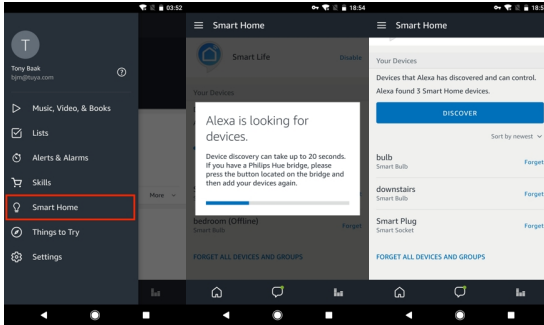 03:52
T
Tony Baak
bjm@tuya.com
Music, Video, & Books
Lists
Alerts & Alarms
Skills
Smart Home
Things to Try
Settings
More
18:54
Smart Home
Smart Life
Disable
Your Devices
Alexa is looking for
devices.
Device discovery can take up to 20 seconds.
If you have a Philips Hue bridge, please
press the button located on the bridge and
then add your devices again.
bedroom (Offline)
Smart Bulb
Forget
FORGET ALL DEVICES AND GROUPS
18:5
Smart Home
Your Devices
Devices that Alexa has discovered and can control.
Alexa found 3 Smart Home devices.
DISCOVER
Sort by newest
bulb
Smart Bulb
Forget
downstairs
Smart Bulb
Forget
Smart Plug
Smart Socket
Forget
FORGET ALL DEVICES AND GROUPS